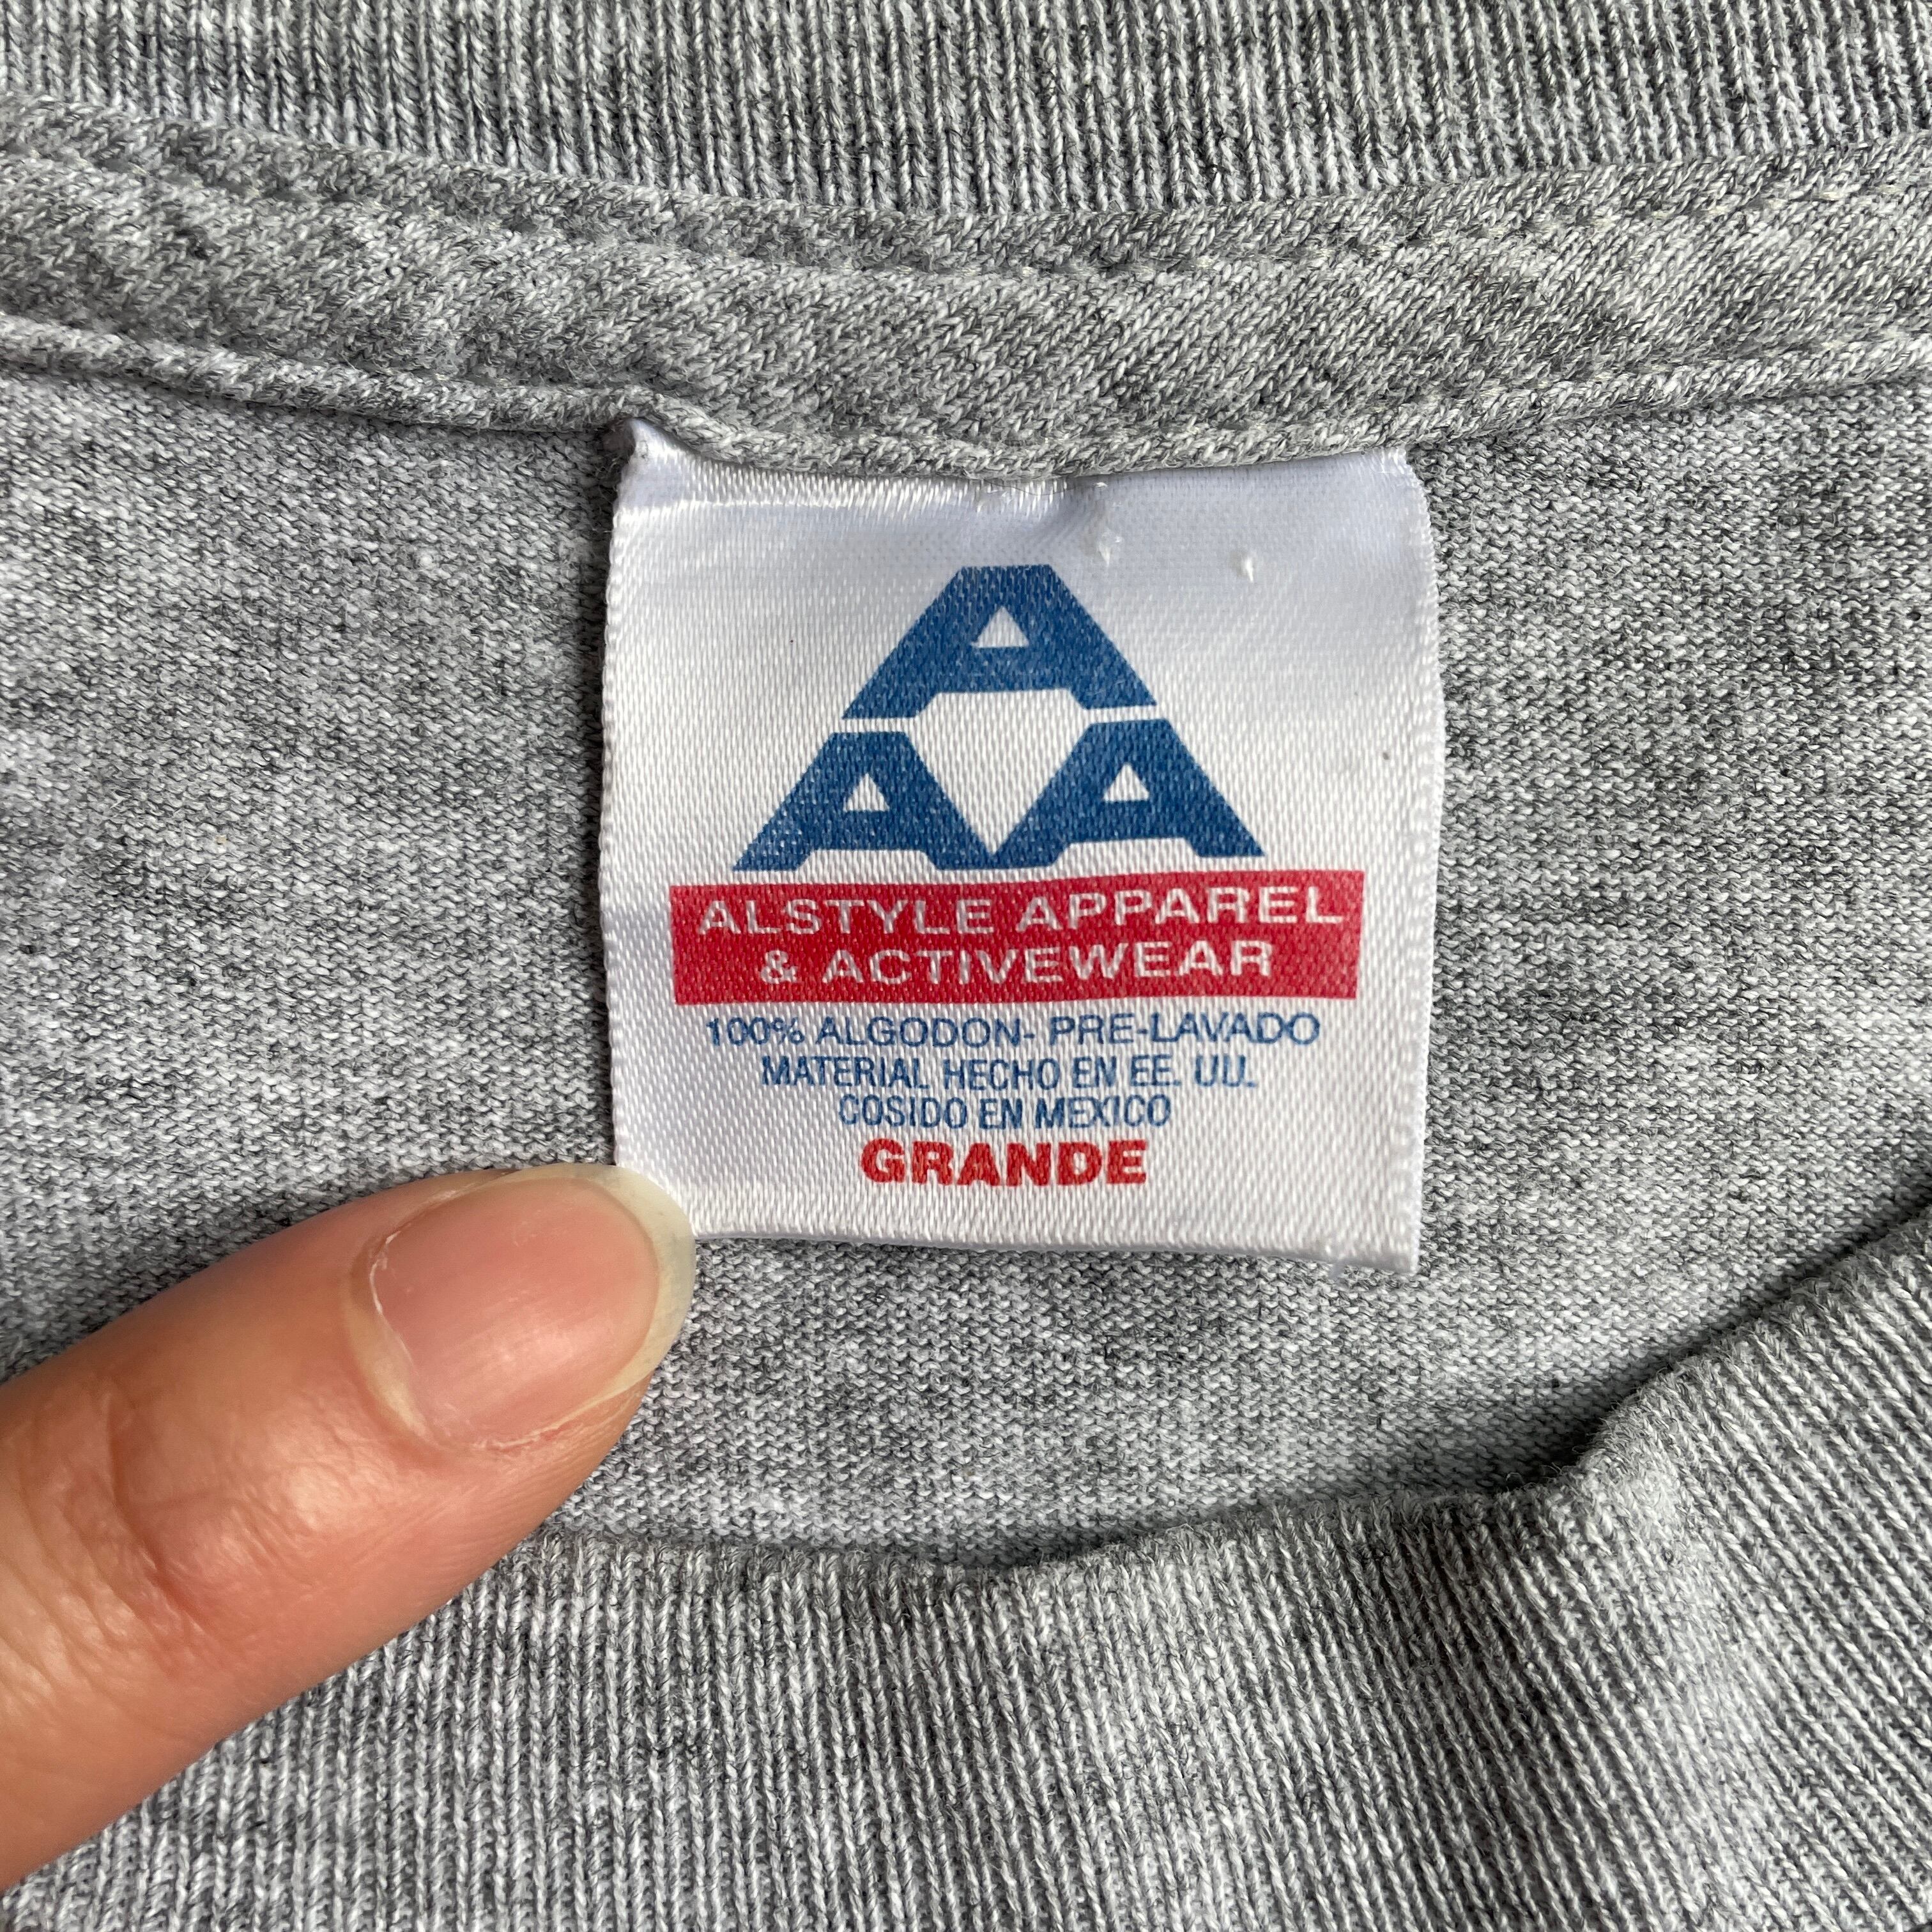 A
A A
ALSTYLE APPAREL
& ACTIVEWEAR
100% ALGODON- PRE-LAVADO
MATERIAL HECHO EN EE. UU.
COSIDO EN MEXICO
GRANDE